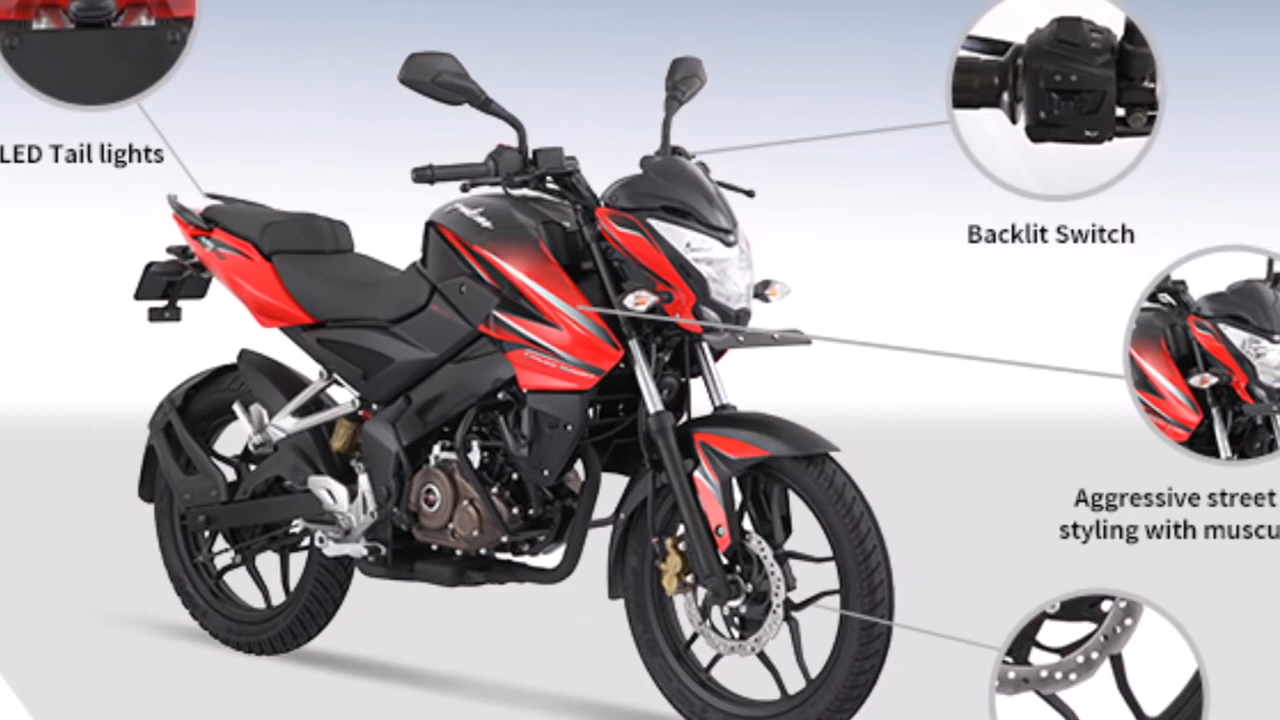 LED Tail lights
Backlit Switch
Aggressive street
styling with muscu